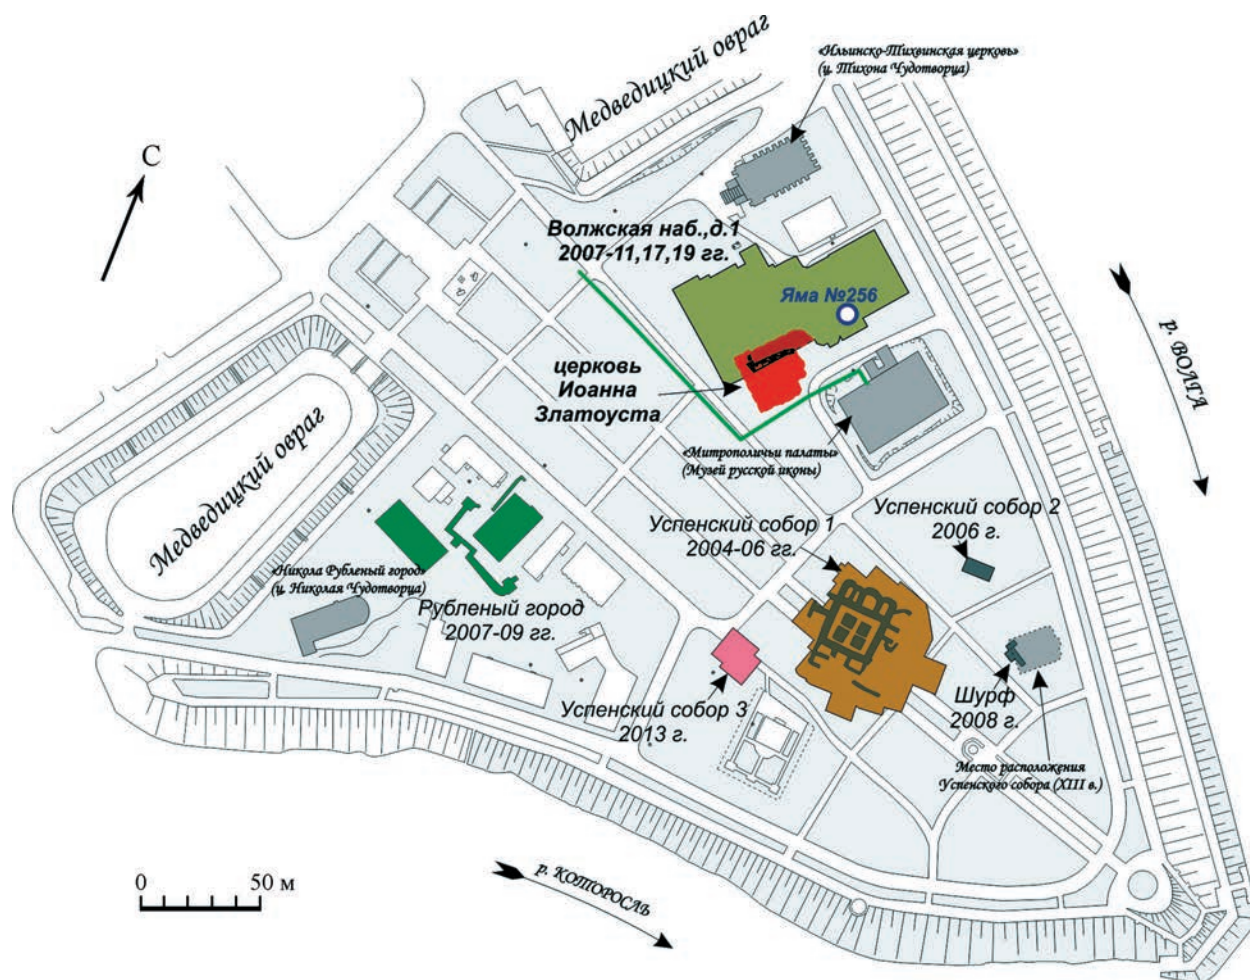 «Ильинско-Тихвинская церковь»
(ц. Тихона Чудотворца)
Медведицкий овраг
С
Волжская наб.,д.1
2007-11,17,19 гг.
Яма №256
р. ВОЛГА
церковь
Иоанна
Златоуста
«Митрополичьи палаты»
(Музей русской иконы)
Медведицкий овраг
Успенский собор 2
2006 г.
Успенский собор 1
2004-06 гг.
«Никола Рубленый город»
(ц. Николая Чудотворца)
Рубленый город
2007-09 гг.
Успенский собор 3
2013 г.
Шурф
2008 г.
Место расположения
Успенского собора (XIII в.)
0 50 м
р. КОТОРОСЛЬ